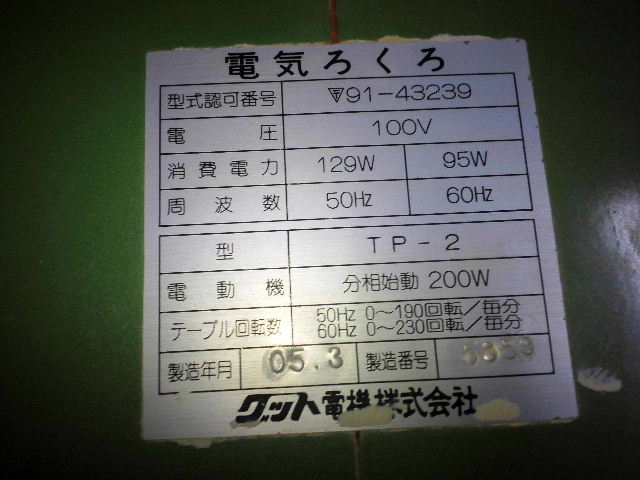 電気ろくろ
型式認可番号 91-43239
電圧 100V
消費電力 129W 95W
周波数 50Hz 60Hz
型 TP-2
電動機 分相始動 200W
テーブル回転数 50Hz 0~190回転/毎分
60Hz 0~230回転/毎分
製造年月 05.3 製造番号
グット電機株式会社